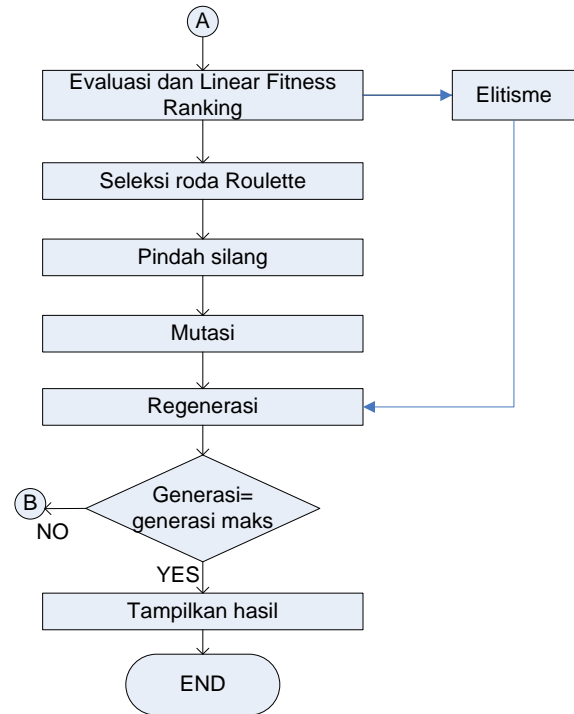 A
Evaluasi dan Linear Fitness
Ranking
Elitisme
Seleksi roda Roulette
Pindah silang
Mutasi
Regenerasi
Generasi=
generasi maks
B
NO
YES
Tampilkan hasil
END